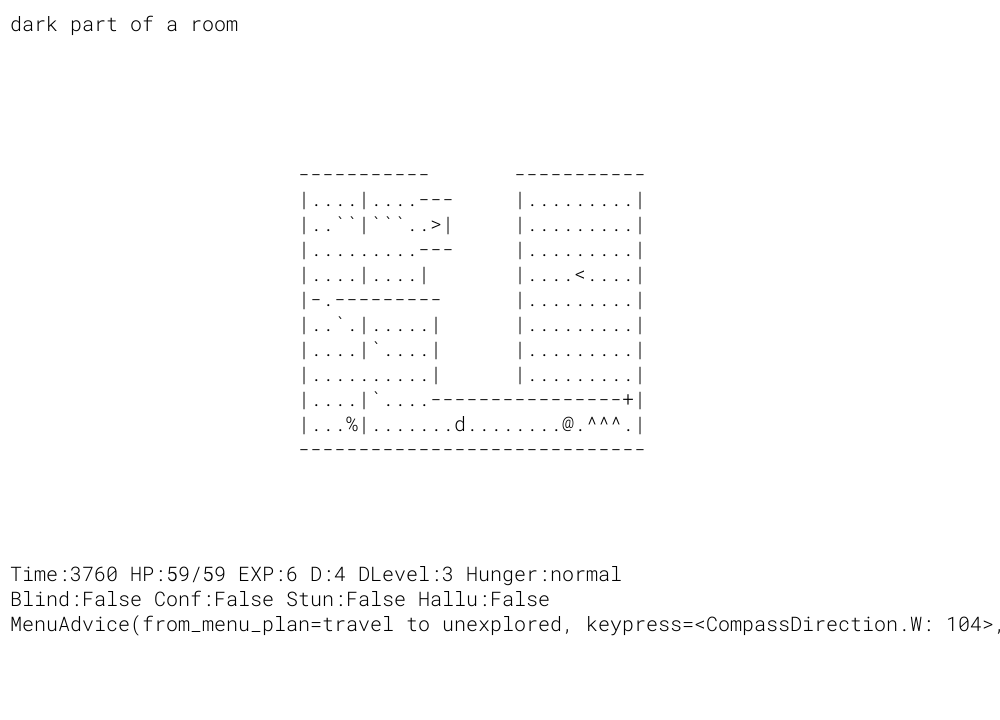 dark part of a room
-----------       -----------
|....|....---     |.........|
|..``|```..>|     |.........|
|.........---     |.........|
|....|....|       |....<....|
|-.---------      |.........|
|..`.|.....|      |.........|
|....|`....|      |.........|
|..........|      |.........|
|....|`....----------------+|
|...%|.......d........@.^^^.|
-----------------------------
Time:3760 HP:59/59 EXP:6 D:4 DLevel:3 Hunger:normal
Blind:False Conf:False Stun:False Hallu:False
MenuAdvice(from_menu_plan=travel to unexplored, keypress=<CompassDirection.W: 104>,